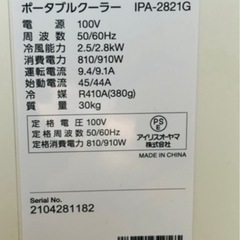 ポータブルクーラー IPA-2821G
電源 100V
周波数 50/60Hz
冷風能力 2.5/2.8kW
消費電力 810/910W
運転電流 9.4/9.1A
始動電流 45/44A
冷媒 R410A(380g)
質量 30kg
定格電圧 100V
定格周波数 50/60Hz
定格消費電力 810/910W
PS
E
アイリスオーヤマ
MADE IN CHINA
Serial No.
2104281182